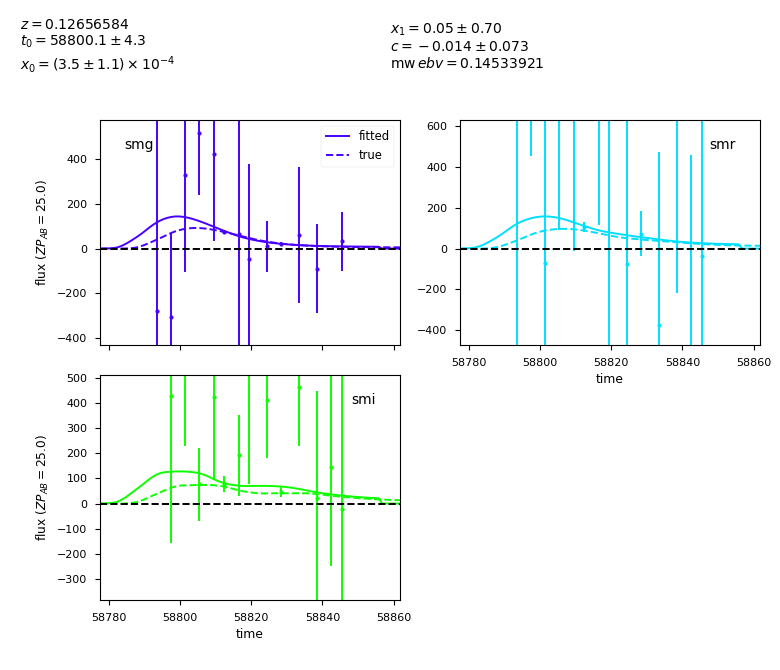 z = 0.12656584
t₀ = 58800.1 ± 4.3
x₀ = (3.5 ± 1.1) × 10⁻⁴
x₁ = 0.05 ± 0.70
c = −0.014 ± 0.073
mw ebv = 0.14533921
smg
fitted
true
400
200
0
−200
−400
flux (ZP_AB = 25.0)
smr
600
400
200
0
−200
−400
58780 58800 58820 58840 58860
time
smi
500
400
300
200
100
0
−100
−200
−300
flux (ZP_AB = 25.0)
58780 58800 58820 58840 58860
time